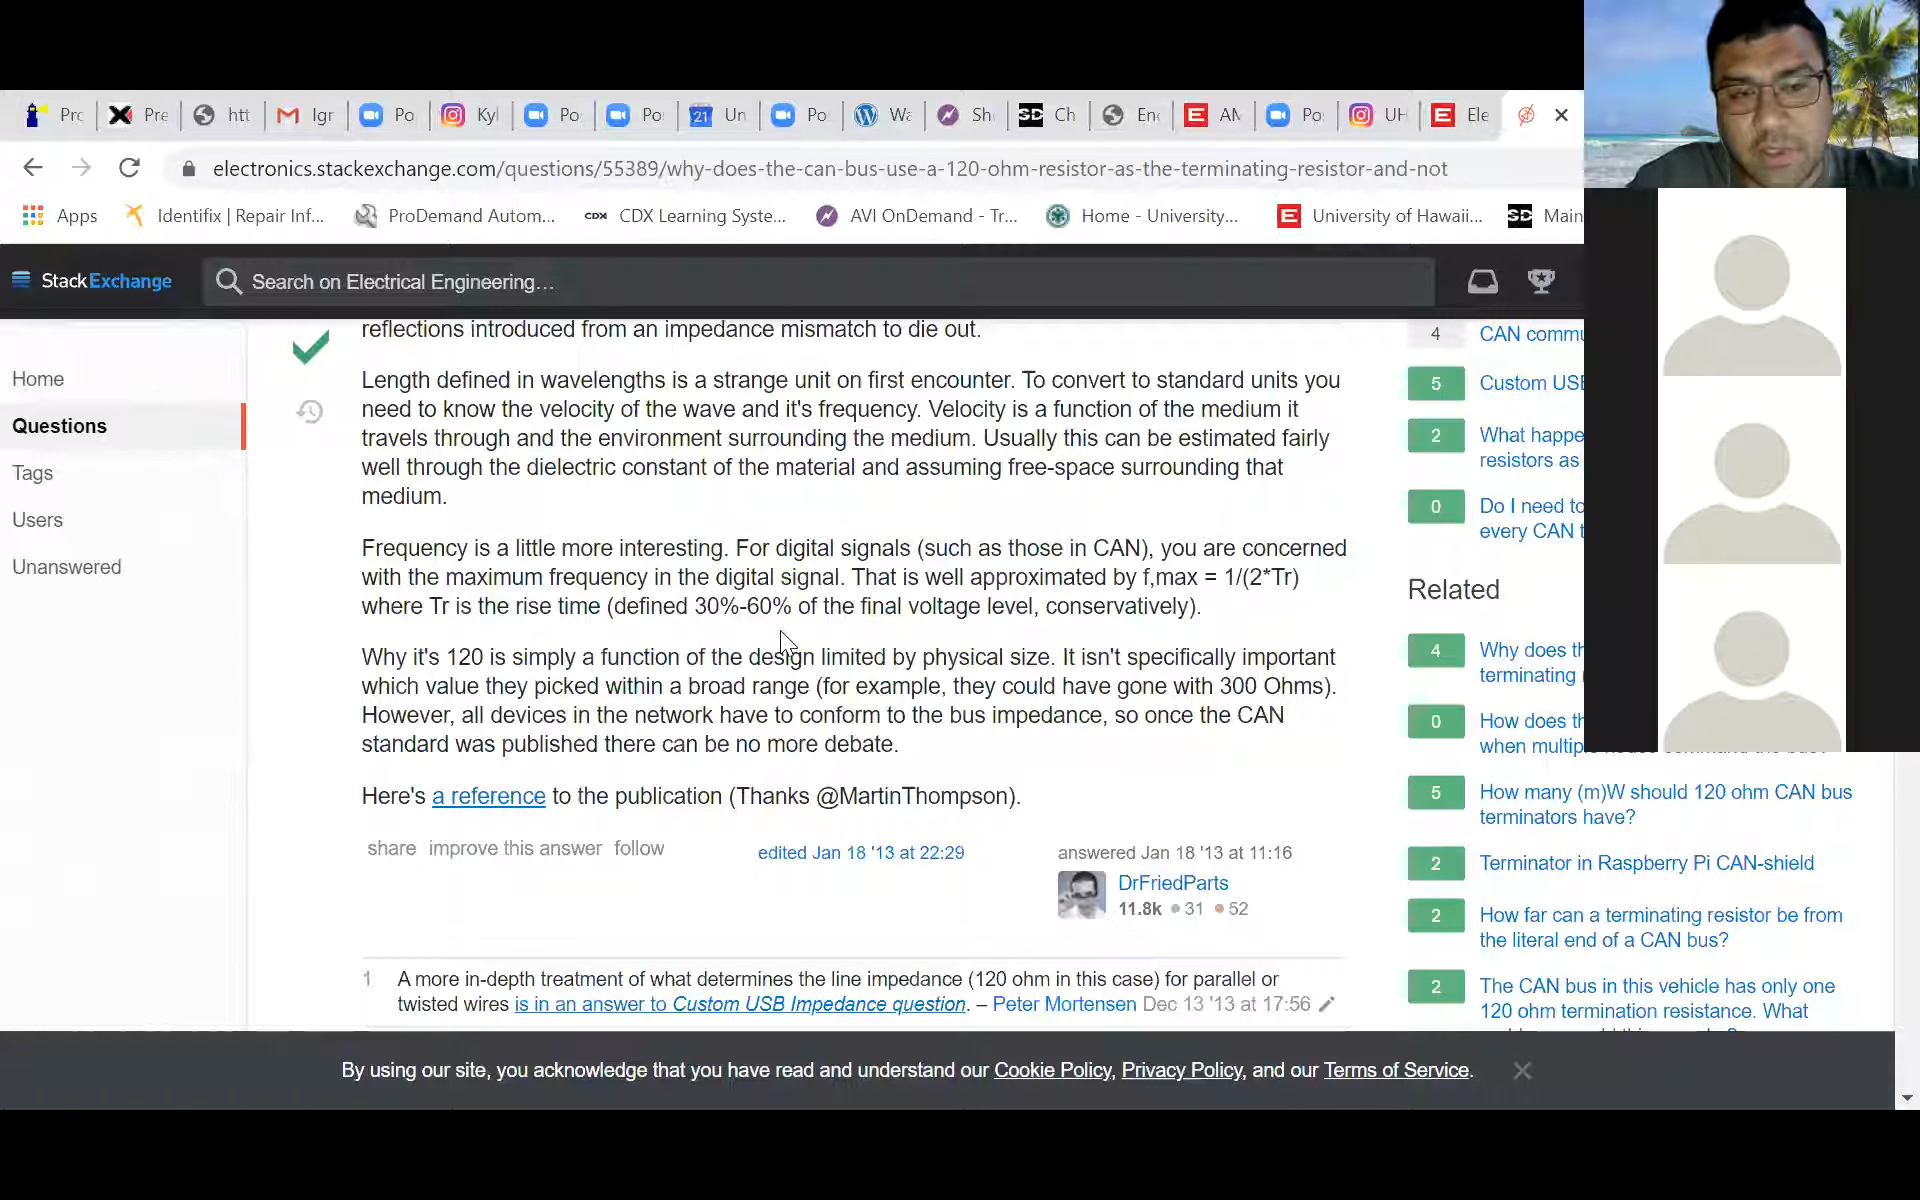 Pro
Pre
htt
Igr
Po
Kyl
Po
Po
21
Un
Po
Wa
Sh
SD
Ch
En
E
AM
Po
UH
E
Ele
electronics.stackexchange.com/questions/55389/why-does-the-can-bus-use-a-120-ohm-resistor-as-the-terminating-resistor-and-not
Apps
Identifix | Repair Inf...
ProDemand Autom...
CDX
CDX Learning Syste...
AVI OnDemand - Tr...
Home - University...
E
University of Hawaii...
SD
Main
StackExchange
Search on Electrical Engineering...
Home
Questions
Tags
Users
Unanswered
reflections introduced from an impedance mismatch to die out.
Length defined in wavelengths is a strange unit on first encounter. To convert to standard units you
need to know the velocity of the wave and it's frequency. Velocity is a function of the medium it
travels through and the environment surrounding the medium. Usually this can be estimated fairly
well through the dielectric constant of the material and assuming free-space surrounding that
medium.
Frequency is a little more interesting. For digital signals (such as those in CAN), you are concerned
with the maximum frequency in the digital signal. That is well approximated by f,max = 1/(2*Tr)
where Tr is the rise time (defined 30%-60% of the final voltage level, conservatively).
Why it's 120 is simply a function of the design limited by physical size. It isn't specifically important
which value they picked within a broad range (for example, they could have gone with 300 Ohms).
However, all devices in the network have to conform to the bus impedance, so once the CAN
standard was published there can be no more debate.
Here's a reference to the publication (Thanks @MartinThompson).
share improve this answer follow
edited Jan 18 '13 at 22:29
answered Jan 18 '13 at 11:16
DrFriedParts
11.8k 31 52
1
A more in-depth treatment of what determines the line impedance (120 ohm in this case) for parallel or
twisted wires is in an answer to Custom USB Impedance question. – Peter Mortensen Dec 13 '13 at 17:56
4
CAN commu
5
Custom USB
2
What happe
resistors as
0
Do I need to
every CAN t
Related
4
Why does th
terminating
0
How does th
when multip
5
How many (m)W should 120 ohm CAN bus
terminators have?
2
Terminator in Raspberry Pi CAN-shield
2
How far can a terminating resistor be from
the literal end of a CAN bus?
2
The CAN bus in this vehicle has only one
120 ohm termination resistance. What
By using our site, you acknowledge that you have read and understand our Cookie Policy, Privacy Policy, and our Terms of Service.